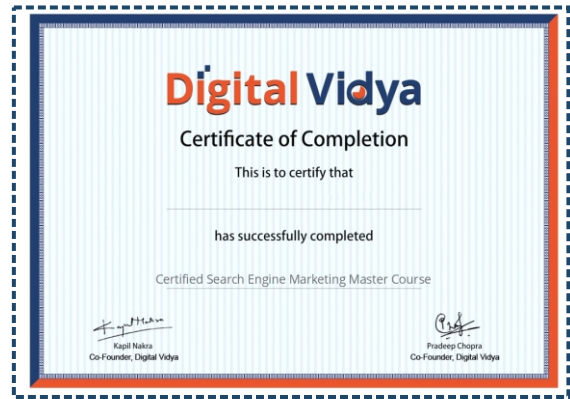 Digital Vidya
Certificate of Completion
This is to certify that
has successfully completed
Certified Search Engine Marketing Master Course
Kapil Nakra
Co-Founder, Digital Vidya
Pradeep Chopra
Co-Founder, Digital Vidya